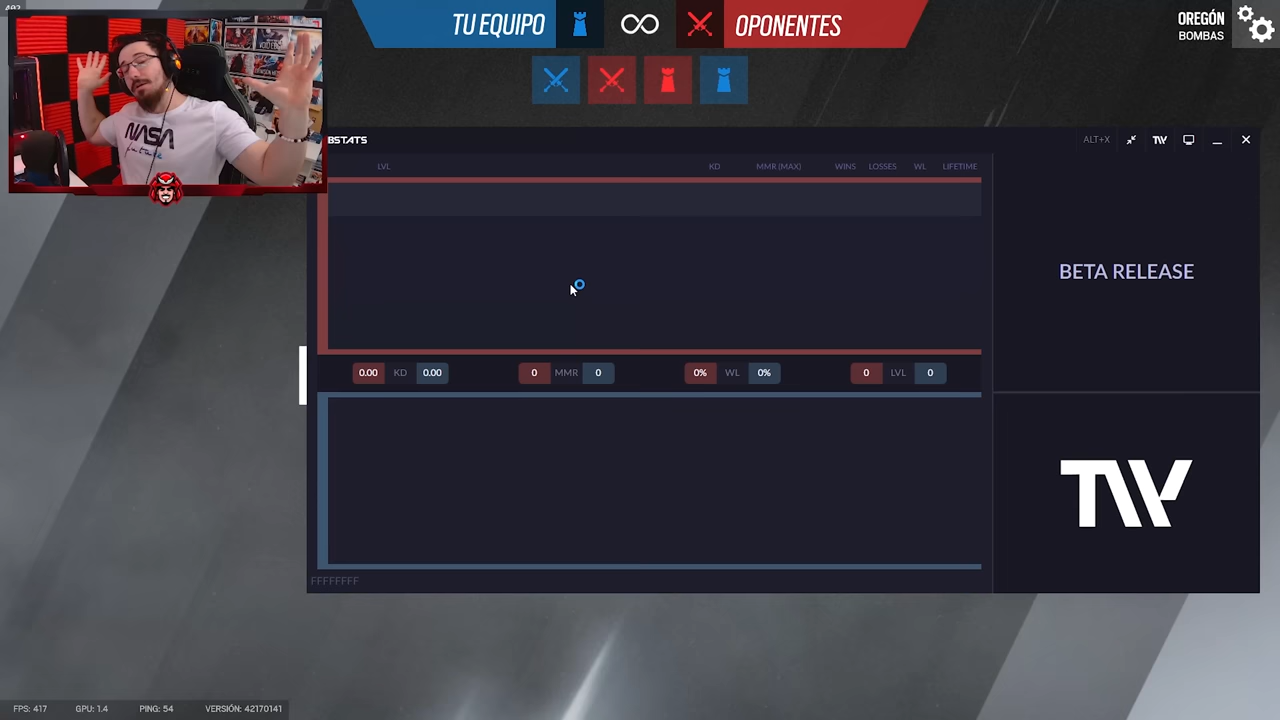 TU EQUIPO
OPONENTES
OREGÓN
BOMBAS
NASA
BSTATS
ALT+X
LVL KD MMR (MAX) WINS LOSSES WL LIFETIME
BETA RELEASE
0.00 KD 0.00 0 MMR 0 0% WL 0% 0 LVL 0
TW
FFFFFFFF
FPS: 417 GPU: 1.4 PING: 54 VERSIÓN: 42170141